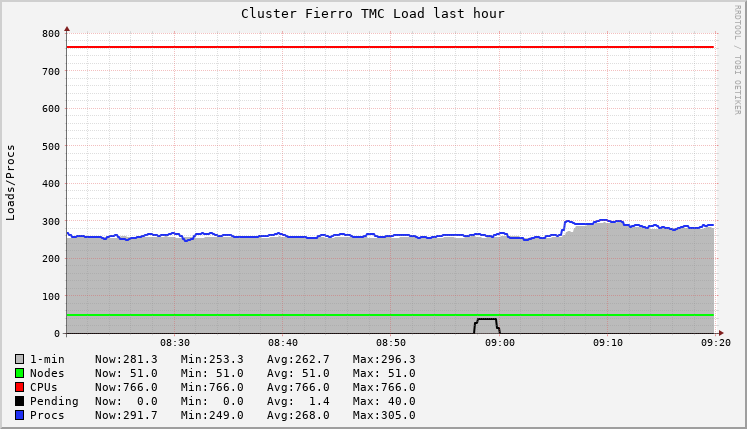 Cluster Fierro TMC Load last hour
RRDTOOL / TOBI OETIKER
Loads/Procs
800
700
600
500
400
300
200
100
0
08:30 08:40 08:50 09:00 09:10 09:20
1-min Now:281.3 Min:253.3 Avg:262.7 Max:296.3
Nodes Now: 51.0 Min: 51.0 Avg: 51.0 Max: 51.0
CPUs Now:766.0 Min:766.0 Avg:766.0 Max:766.0
Pending Now: 0.0 Min: 0.0 Avg: 1.4 Max: 40.0
Procs Now:291.7 Min:249.0 Avg:268.0 Max:305.0